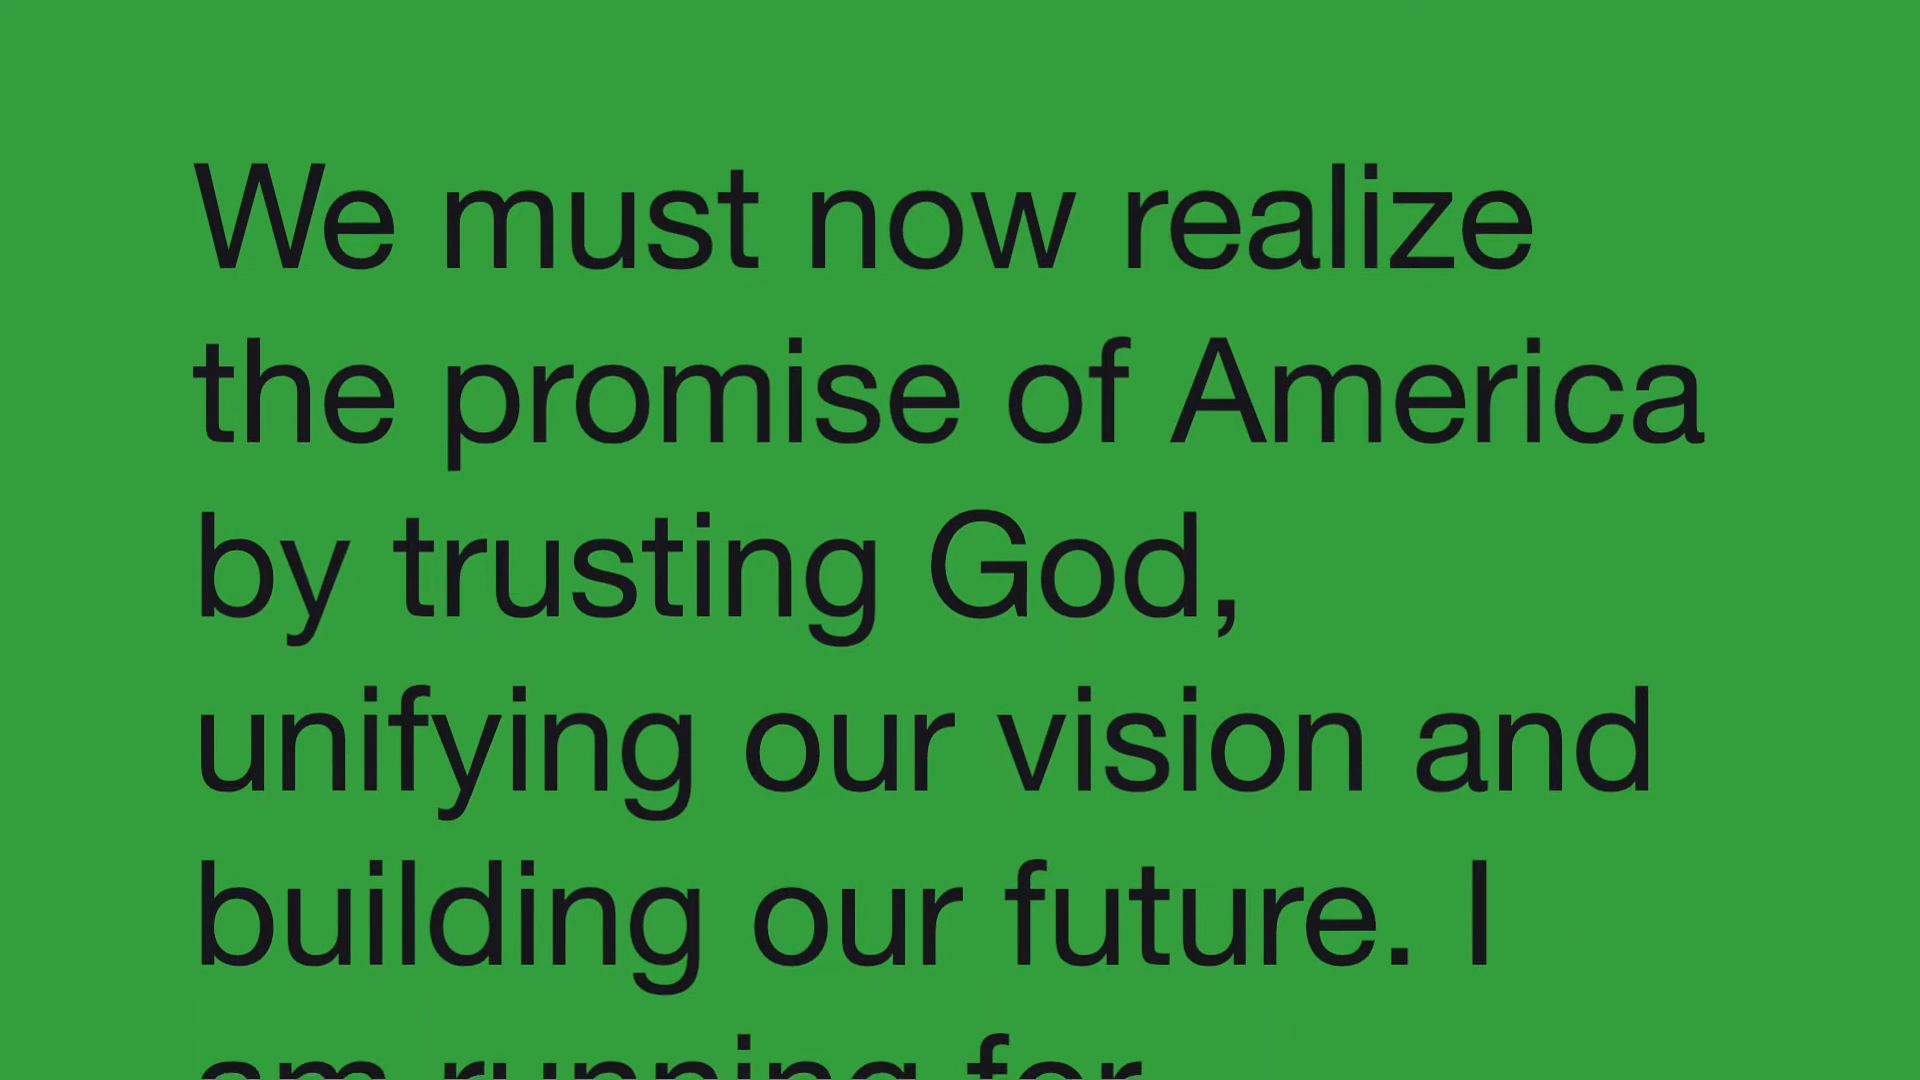 We must now realize
the promise of America
by trusting God,
unifying our vision and
building our future. I
am running for